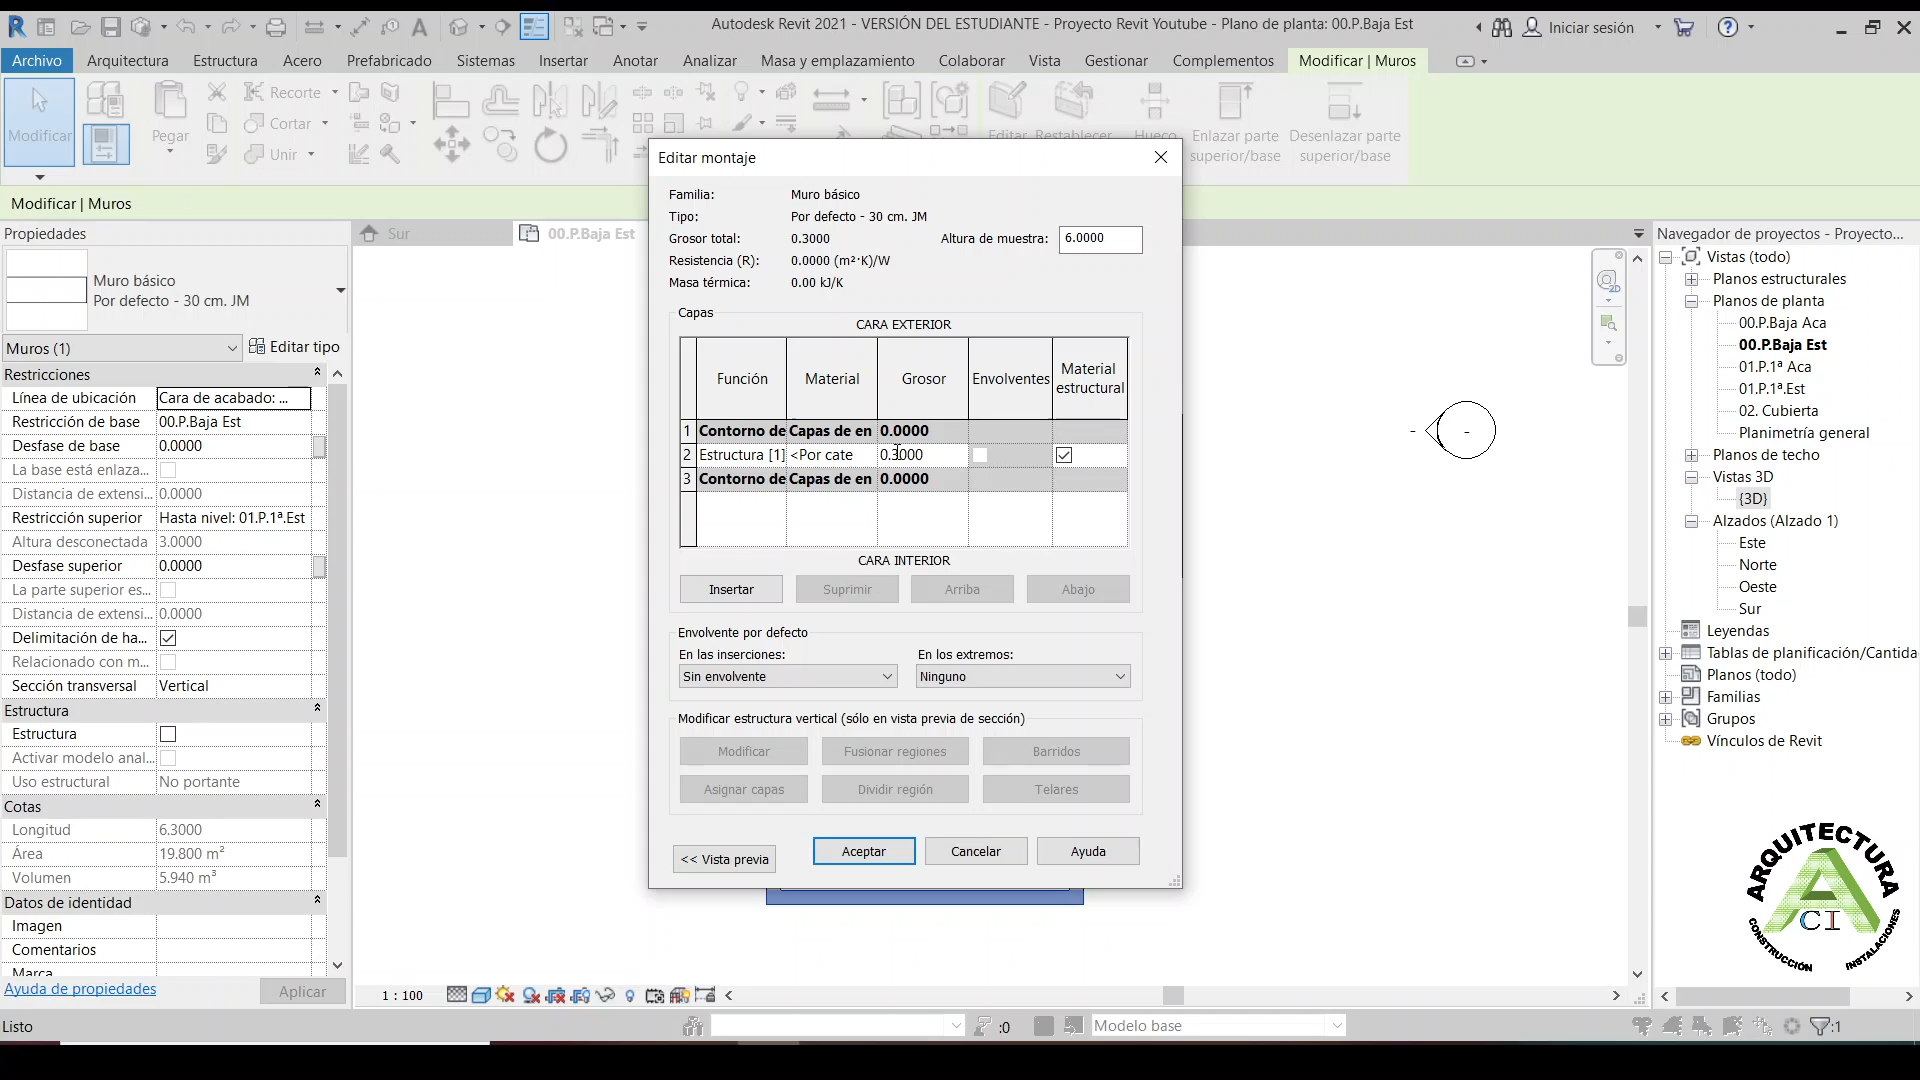 Autodesk Revit 2021 - VERSIÓN DEL ESTUDIANTE - Proyecto Revit Youtube - Plano de planta: 00.P.Baja Est
Iniciar sesión
Archivo Arquitectura Estructura Acero Prefabricado Sistemas Insertar Anotar Analizar Masa y emplazamiento Colaborar Vista Gestionar Complementos Modificar | Muros
Modificar
Pegar
Recorte
Cortar
Unir
Editar Restablecer Hueco
Enlazar parte superior/base
Desenlazar parte superior/base
Modificar | Muros
Propiedades
Muro básico
Por defecto - 30 cm. JM
Muros (1)
Editar tipo
Restricciones
Línea de ubicación Cara de acabado: ...
Restricción de base 00.P.Baja Est
Desfase de base 0.0000
La base está enlaza...
Distancia de extensi... 0.0000
Restricción superior Hasta nivel: 01.P.1ª.Est
Altura desconectada 3.0000
Desfase superior 0.0000
La parte superior es...
Distancia de extensi... 0.0000
Delimitación de ha...
Relacionado con m...
Sección transversal Vertical
Estructura
Estructura
Activar modelo anal...
Uso estructural No portante
Cotas
Longitud 6.3000
Área 19.800 m²
Volumen 5.940 m³
Datos de identidad
Imagen
Comentarios
Marca
Ayuda de propiedades
Aplicar
Listo
Sur
00.P.Baja Est
Editar montaje
Familia: Muro básico
Tipo: Por defecto - 30 cm. JM
Grosor total: 0.3000
Altura de muestra: 6.0000
Resistencia (R): 0.0000 (m²·K)/W
Masa térmica: 0.00 kJ/K
Capas
CARA EXTERIOR
Función Material Grosor Envolventes Material estructural
1 Contorno de Capas de en 0.0000
2 Estructura [1] <Por cate 0.3000
3 Contorno de Capas de en 0.0000
CARA INTERIOR
Insertar Suprimir Arriba Abajo
Envolvente por defecto
En las inserciones: En los extremos:
Sin envolvente Ninguno
Modificar estructura vertical (sólo en vista previa de sección)
Modificar Fusionar regiones Barridos
Asignar capas Dividir región Telares
<< Vista previa Aceptar Cancelar Ayuda
2D
- -
Navegador de proyectos - Proyecto...
Vistas (todo)
Planos estructurales
Planos de planta
00.P.Baja Aca
00.P.Baja Est
01.P.1ª Aca
01.P.1ª.Est
02. Cubierta
Planimetría general
Planos de techo
Vistas 3D
{3D}
Alzados (Alzado 1)
Este
Norte
Oeste
Sur
Leyendas
Tablas de planificación/Cantida
Planos (todo)
Familias
Grupos
Vínculos de Revit
ARQUITECTURA
CI
CONSTRUCCIÓN
INSTALACIONES
1 : 100
:0
Modelo base
:1